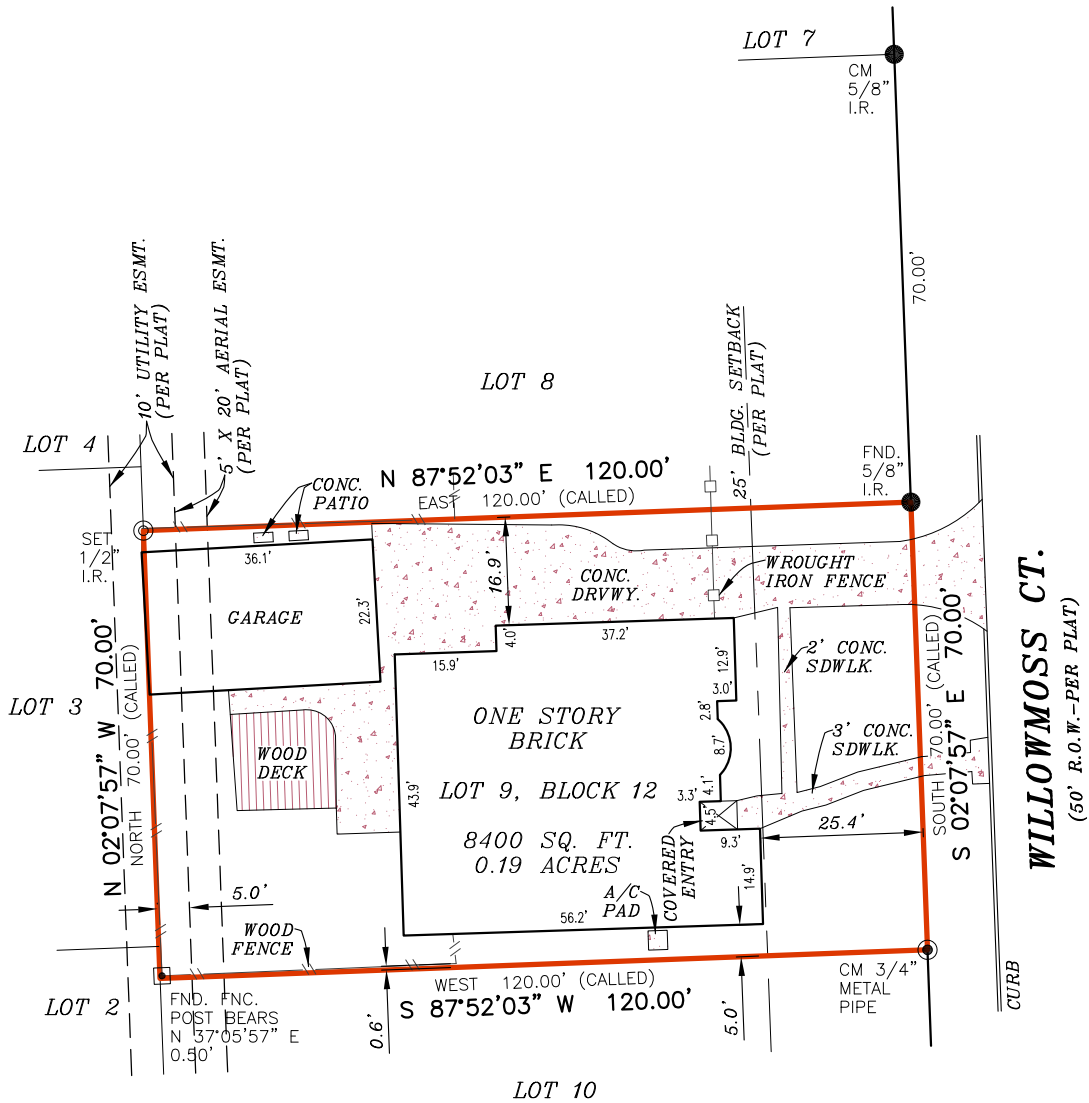 LOT 7
CM
5/8"
I.R.
70.00'
10' UTILITY ESMT.
(PER PLAT)
5' X 20' AERIAL ESMT.
(PER PLAT)
25' BLDG. SETBACK
(PER PLAT)
LOT 8
LOT 4
N 87°52'03" E 120.00'
EAST 120.00' (CALLED)
FND.
5/8"
I.R.
CONC.
PATIO
SET
1/2"
I.R.
36.1'
GARAGE
22.3'
16.9'
CONC.
DRVWY.
WROUGHT
IRON FENCE
4.0'
37.2'
15.9'
12.9'
3.0'
2.8'
8.7'
4.1'
3.3'
4.5'
9.3'
14.9'
2' CONC.
SDWLK.
3' CONC.
SDWLK.
25.4'
LOT 3
N 02°07'57" W 70.00'
NORTH 70.00' (CALLED)
WOOD
DECK
43.9'
ONE STORY
BRICK
LOT 9, BLOCK 12
8400 SQ. FT.
0.19 ACRES
COVERED
ENTRY
A/C
PAD
56.2'
SOUTH 70.00' (CALLED)
S 02°07'57" E 70.00'
WILLOWMOSS CT.
(50' R.O.W.-PER PLAT)
CURB
5.0'
WOOD
FENCE
LOT 2
FND. FNC.
POST BEARS
N 37°05'57" E
0.50'
WEST 120.00' (CALLED)
S 87°52'03" W 120.00'
0.6'
5.0'
CM 3/4"
METAL
PIPE
LOT 10